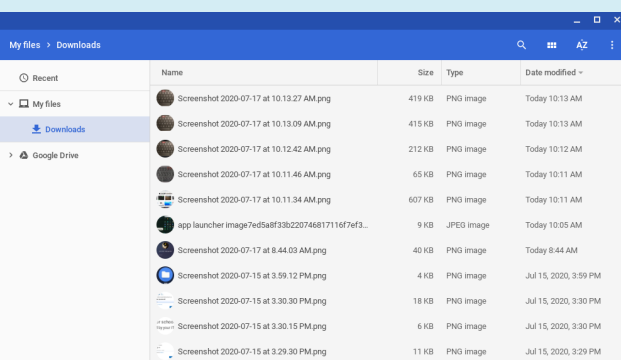 My files > Downloads
AZ
Recent
My files
Downloads
Google Drive
Name Size Type Date modified
Screenshot 2020-07-17 at 10.13.27 AM.png 419 KB PNG image Today 10:13 AM
Screenshot 2020-07-17 at 10.13.09 AM.png 415 KB PNG image Today 10:13 AM
Screenshot 2020-07-17 at 10.12.42 AM.png 212 KB PNG image Today 10:12 AM
Screenshot 2020-07-17 at 10.11.46 AM.png 65 KB PNG image Today 10:11 AM
Screenshot 2020-07-17 at 10.11.34 AM.png 607 KB PNG image Today 10:11 AM
app launcher image7ed5a8f33b220746817116f7ef3... 9 KB JPEG image Today 10:05 AM
Screenshot 2020-07-17 at 8.44.03 AM.png 40 KB PNG image Today 8:44 AM
Screenshot 2020-07-15 at 3.59.12 PM.png 4 KB PNG image Jul 15, 2020, 3:59 PM
Screenshot 2020-07-15 at 3.30.30 PM.png 18 KB PNG image Jul 15, 2020, 3:30 PM
Screenshot 2020-07-15 at 3.30.15 PM.png 6 KB PNG image Jul 15, 2020, 3:30 PM
Screenshot 2020-07-15 at 3.29.30 PM.png 11 KB PNG image Jul 15, 2020, 3:29 PM